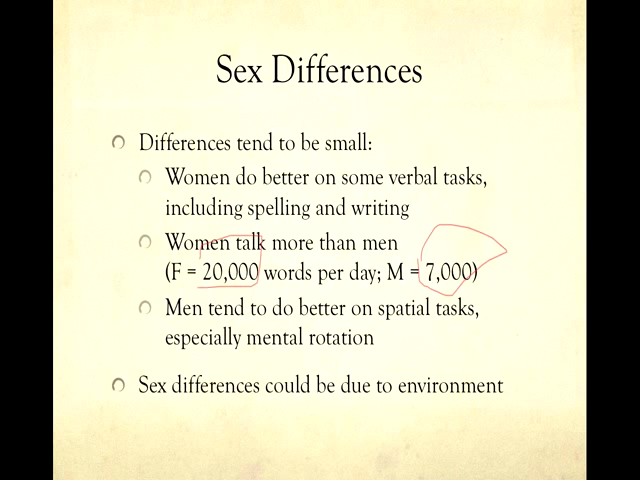 Sex Differences
Differences tend to be small:
Women do better on some verbal tasks,
including spelling and writing
Women talk more than men
(F = 20,000 words per day; M = 7,000)
Men tend to do better on spatial tasks,
especially mental rotation
Sex differences could be due to environment